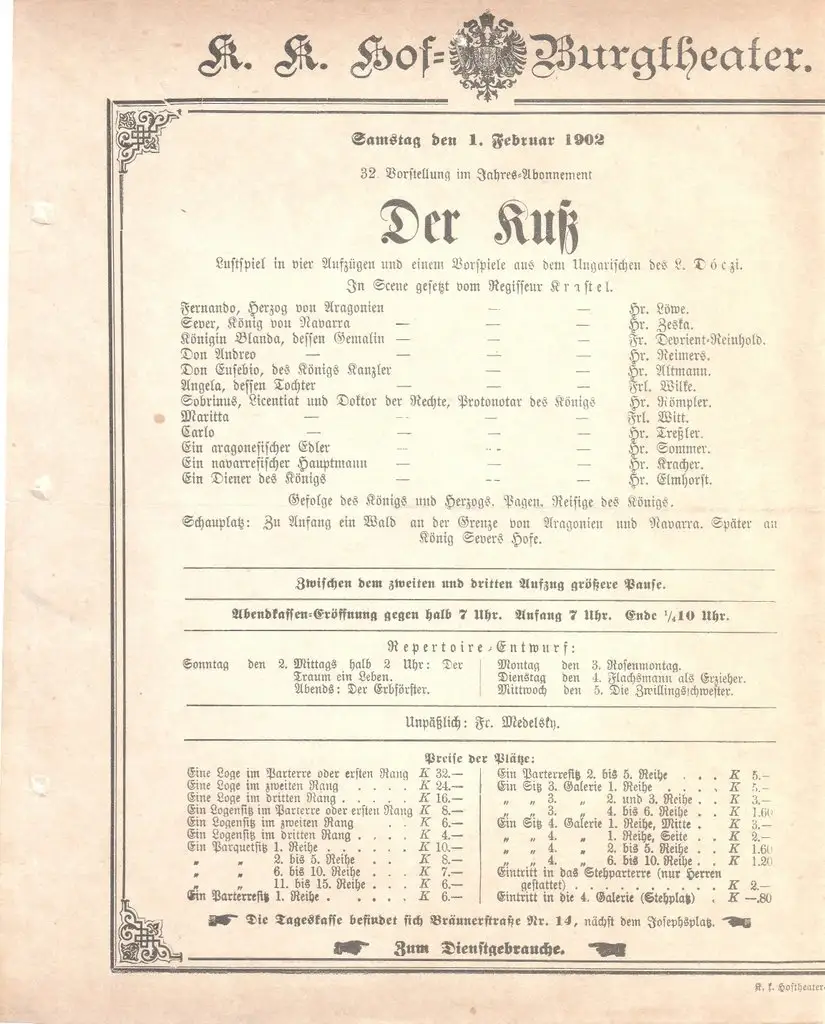 K. K. Hof-Burgtheater.
Samstag den 1. Februar 1902
32. Vorstellung im Jahres-Abonnement
Der Kuß
Lustspiel in vier Aufzügen und einem Vorspiele aus dem Ungarischen des L. Dóczi.
In Scene gesetzt vom Regisseur Krastel.
Fernando, Herzog von Aragonien — — Hr. Löwe.
Sever, König von Navarra — — — Hr. Zeska.
Königin Blanda, dessen Gemalin — — — Fr. Devrient-Reinhold.
Don Andreo — — — — Hr. Reimers.
Don Eusebio, des Königs Kanzler — — Hr. Altmann.
Angela, dessen Tochter — — — Frl. Wilke.
Sobrinus, Licentiat und Doktor der Rechte, Protonotar des Königs Hr. Römpler.
Maritta — — — — Frl. Witt.
Carlo — — — — Hr. Treßler.
Ein aragonesischer Edler — — — Hr. Sommer.
Ein navarresischer Hauptmann — — — Hr. Kracher.
Ein Diener des Königs — — — Hr. Elmhorst.
Gefolge des Königs und Herzogs. Pagen. Reisige des Königs.
Schauplatz: Zu Anfang ein Wald an der Grenze von Aragonien und Navarra. Später an
König Severs Hofe.
Zwischen dem zweiten und dritten Aufzug größere Pause.
Abendkassen-Eröffnung gegen halb 7 Uhr. Anfang 7 Uhr. Ende ¼10 Uhr.
Repertoire-Entwurf:
Sonntag den 2. Mittags halb 2 Uhr: Der
Traum ein Leben.
Abends: Der Erbförster.
Montag den 3. Rosenmontag.
Dienstag den 4. Flachsmann als Erzieher.
Mittwoch den 5. Die Zwillingsschwester.
Unpäßlich: Fr. Medelsky.
Preise der Plätze:
Eine Loge im Parterre oder ersten Rang K 32.—
Eine Loge im zweiten Rang . . . . K 24.—
Eine Loge im dritten Rang . . . . . K 16.—
Ein Logensitz im Parterre oder ersten Rang K 8.—
Ein Logensitz im zweiten Rang . . . K 6.—
Ein Logensitz im dritten Rang . . . . K 4.—
Ein Parquetsitz 1. Reihe . . . . . K 10.—
„ „ 2. bis 5. Reihe . . . K 8.—
„ „ 6. bis 10. Reihe . . . K 7.—
„ „ 11. bis 15. Reihe . . . K 6.—
Ein Parterresitz 1. Reihe . . . . . K 6.—
Ein Parterresitz 2. bis 5. Reihe . . . K 5.—
Ein Sitz 3. Galerie 1. Reihe . . . . K 5.—
„ „ 3. „ 2. und 3. Reihe . . K 3.—
„ „ 3. „ 4. bis 6. Reihe . . K 1.60
Ein Sitz 4. Galerie 1. Reihe, Mitte . K 3.—
„ „ 4. „ 1. Reihe, Seite . . K 2.—
„ „ 4. „ 2. bis 5. Reihe . . K 1.60
„ „ 4. „ 6. bis 10. Reihe . . K 1.20
Eintritt in das Stehparterre (nur Herren
gestattet) . . . . . . . . . . K 2.—
Eintritt in die 4. Galerie (Stehplatz) . K —.80
Die Tageskasse befindet sich Bräunerstraße Nr. 14, nächst dem Josephsplatz.
Zum Dienstgebrauche.
K. k. Hoftheater